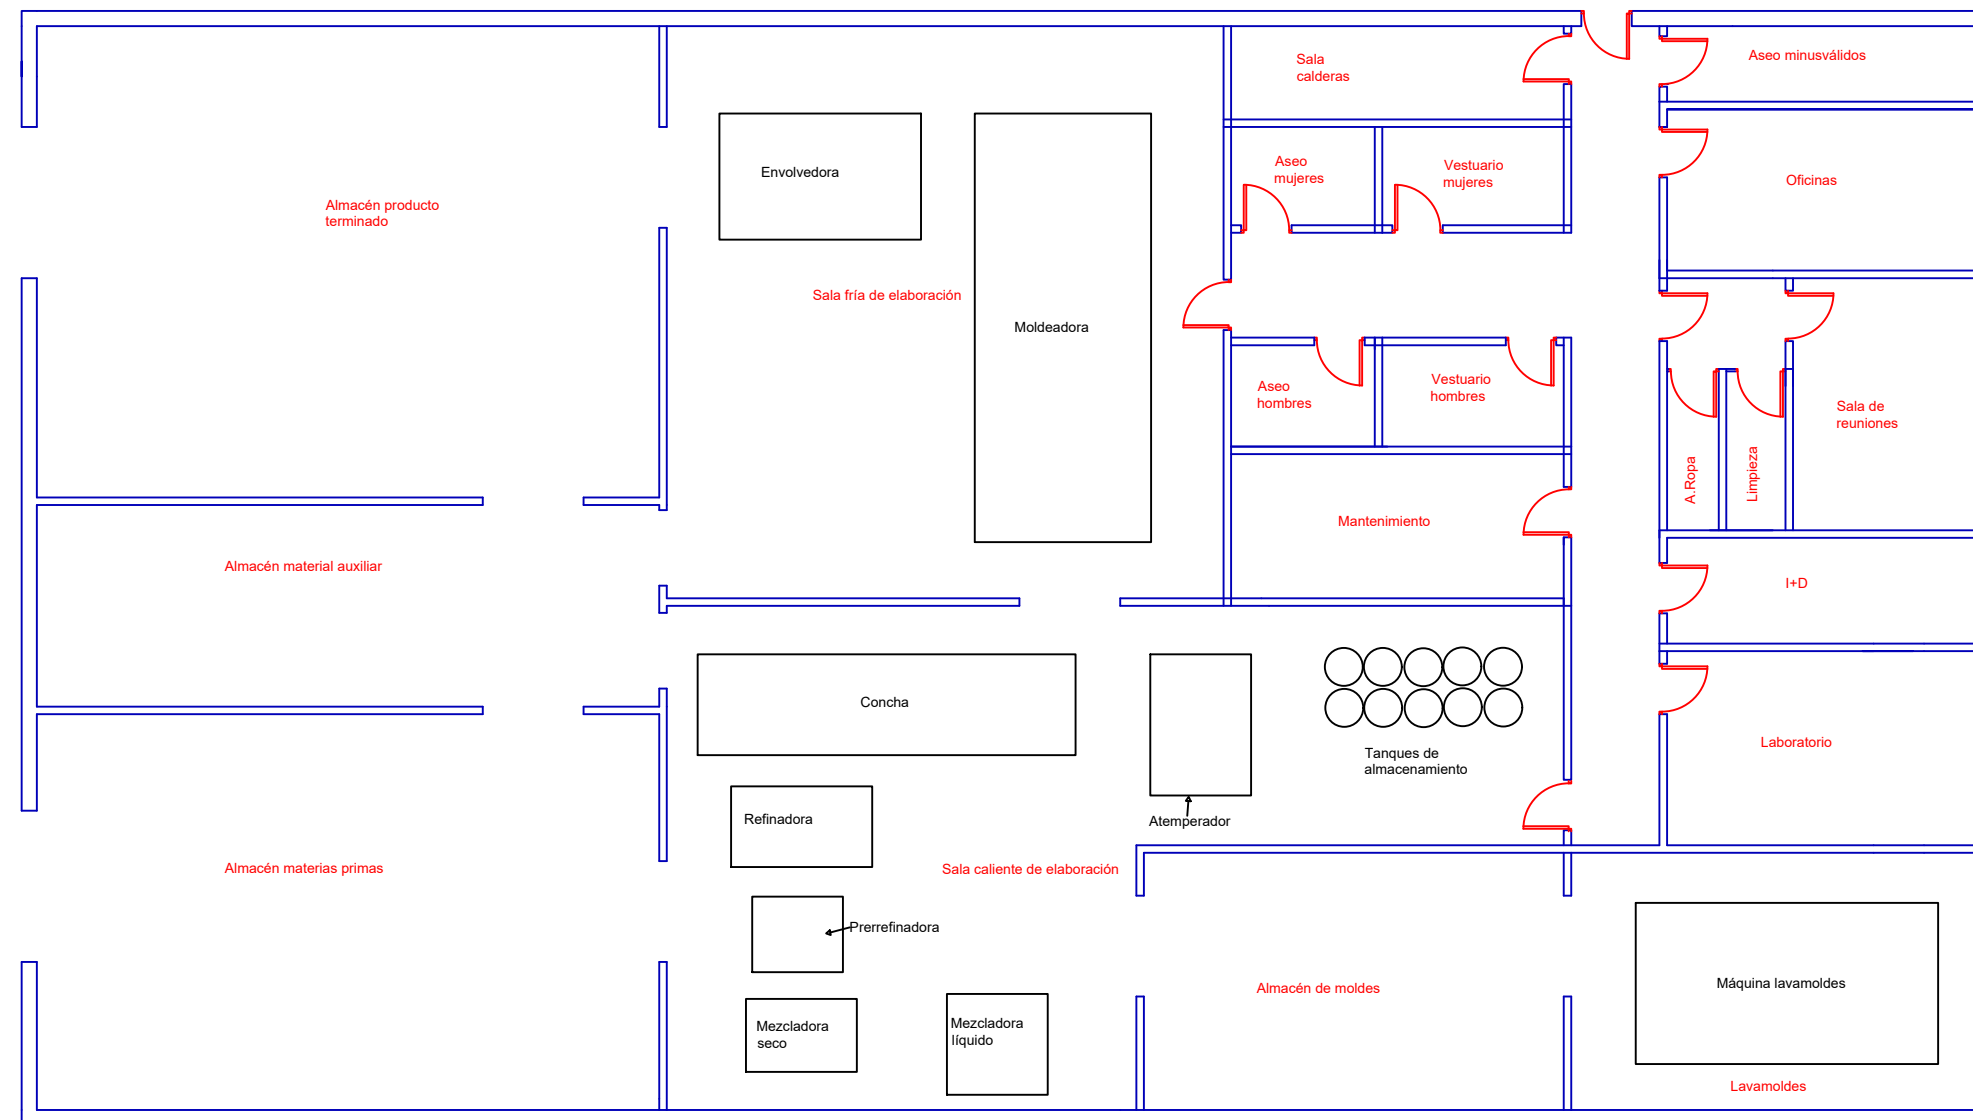 Sala
calderas
Aseo minusválidos
Envolvedora
Aseo
mujeres
Vestuario
mujeres
Oficinas
Almacén producto
terminado
Sala fría de elaboración
Moldeadora
Aseo
hombres
Vestuario
hombres
Sala de
reuniones
A.Ropa
Limpieza
Mantenimiento
Almacén material auxiliar
I+D
Concha
Tanques de
almacenamiento
Laboratorio
Refinadora
Atemperador
Almacén materias primas
Sala caliente de elaboración
Prerrefinadora
Almacén de moldes
Máquina lavamoldes
Mezcladora
seco
Mezcladora
líquido
Lavamoldes